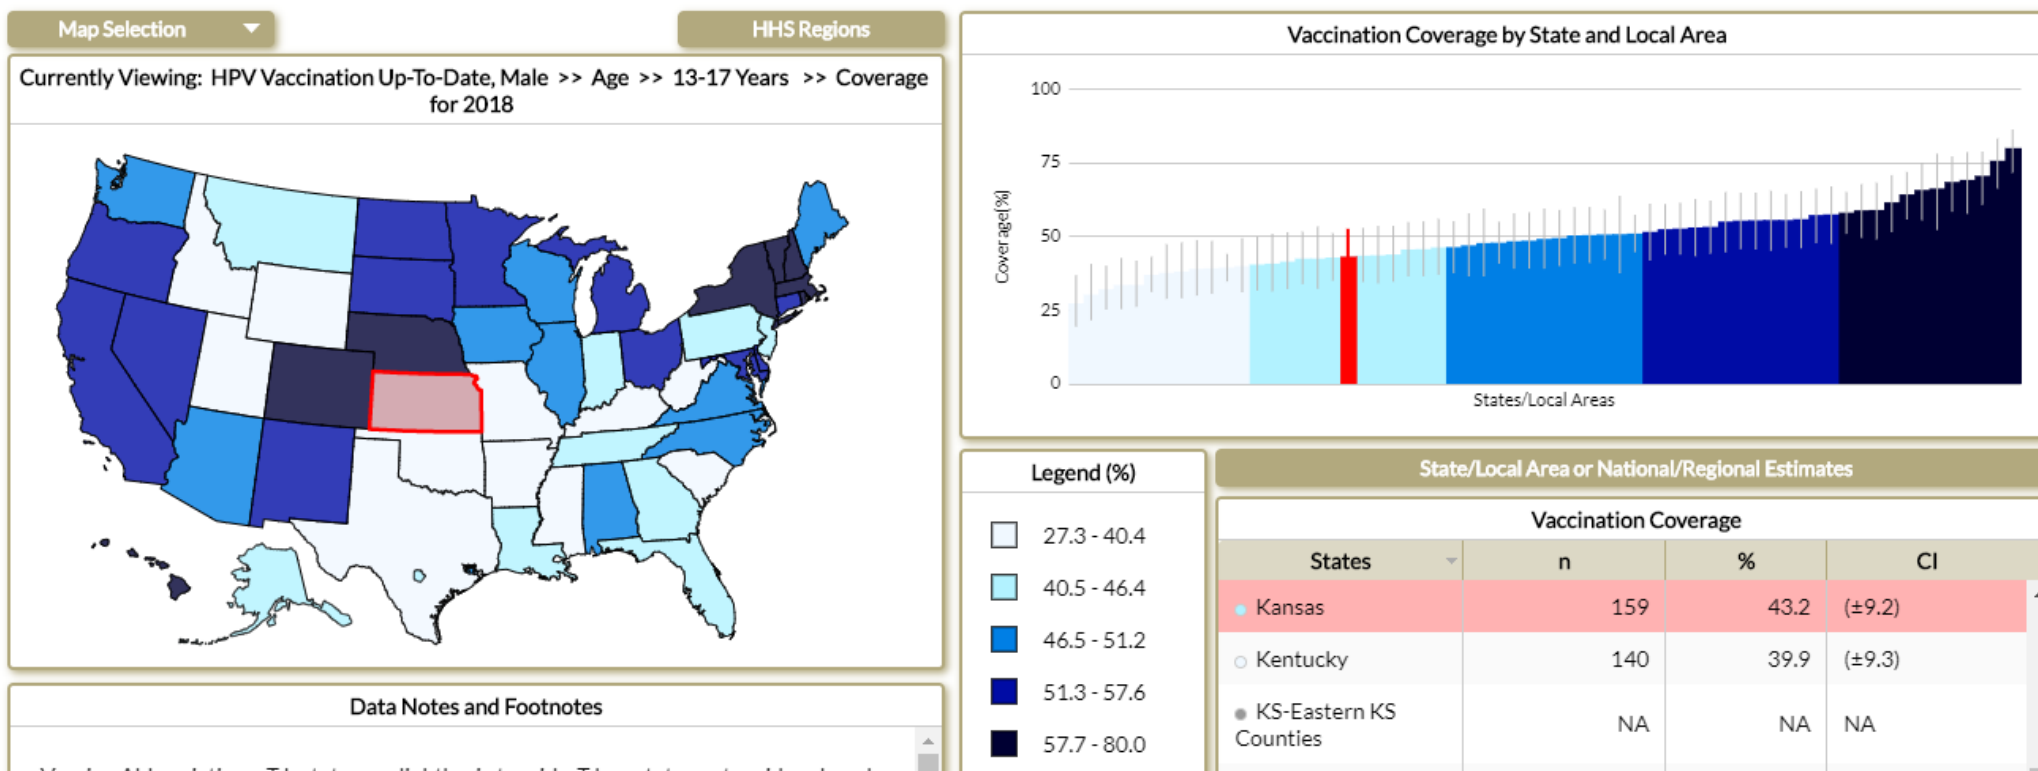 Map Selection
HHS Regions
Currently Viewing: HPV Vaccination Up-To-Date, Male >> Age >> 13-17 Years >> Coverage
for 2018
Vaccination Coverage by State and Local Area
100
75
50
25
0
Coverage(%)
States/Local Areas
Legend (%)
27.3 - 40.4
40.5 - 46.4
46.5 - 51.2
51.3 - 57.6
57.7 - 80.0
State/Local Area or National/Regional Estimates
Vaccination Coverage
States n % CI
Kansas 159 43.2 (±9.2)
Kentucky 140 39.9 (±9.3)
KS-Eastern KS
Counties NA NA NA
Data Notes and Footnotes